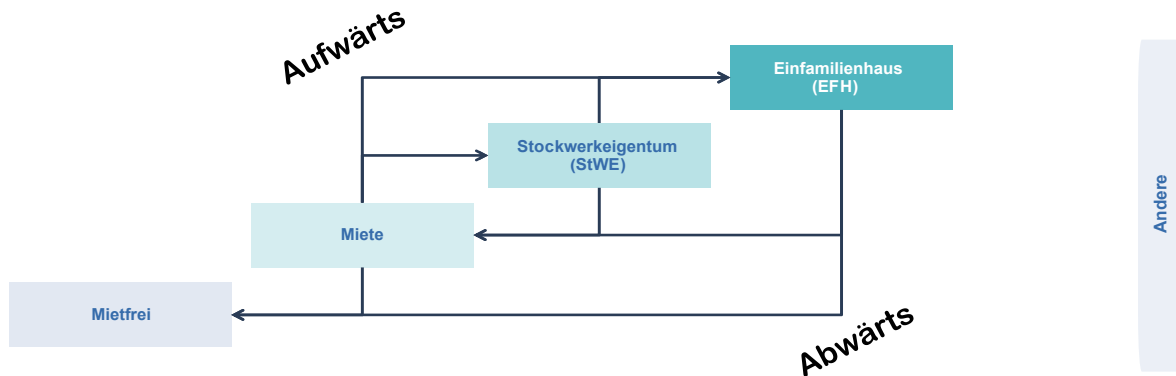 Aufwärts
Einfamilienhaus
(EFH)
Stockwerkeigentum
(StWE)
Miete
Mietfrei
Abwärts
Andere